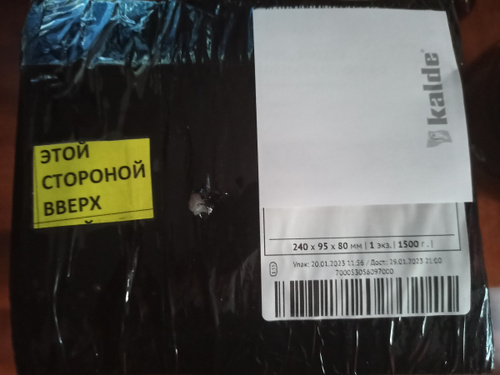 ЭТОЙ
СТОРОНОЙ
ВВЕРХ
kalde®
240 x 95 x 80 мм | 1 экз. | 1500 г. |
Упак: 20.01.2023 11:56 / Дост: 29.01.2023 21:00
700053056097000